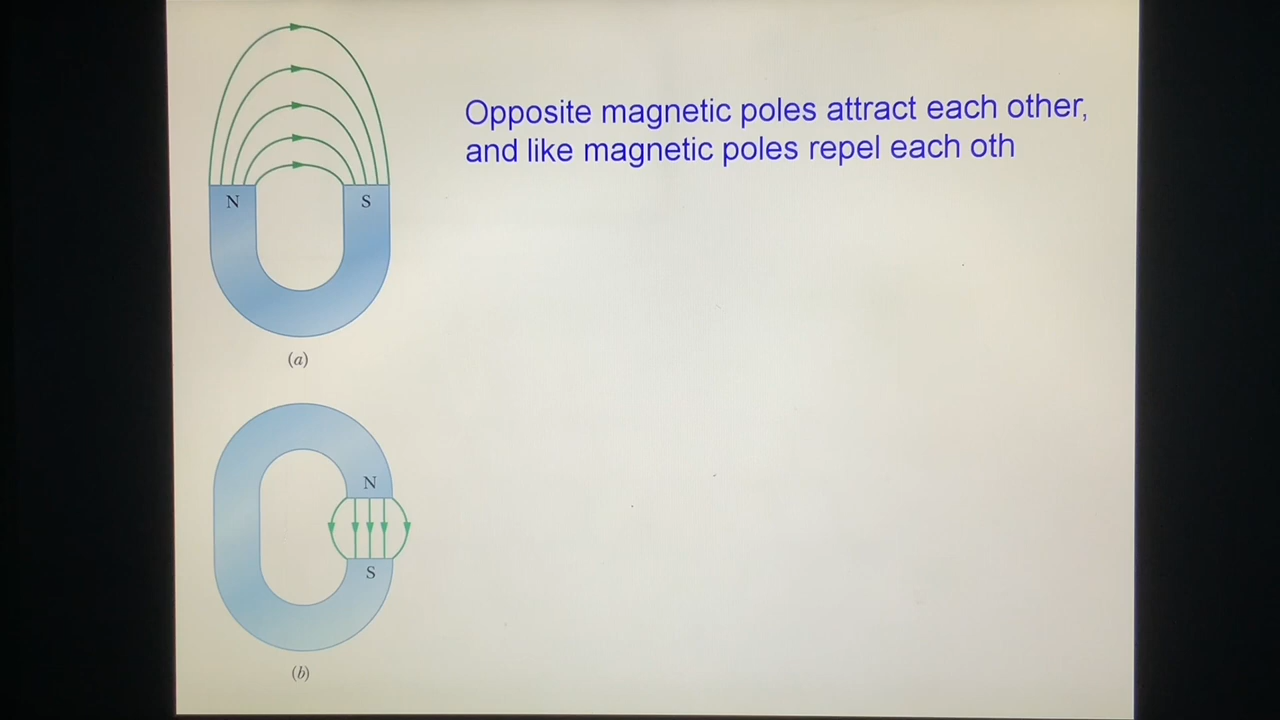 Opposite magnetic poles attract each other,
and like magnetic poles repel each oth
N S
(a)
N
S
(b)